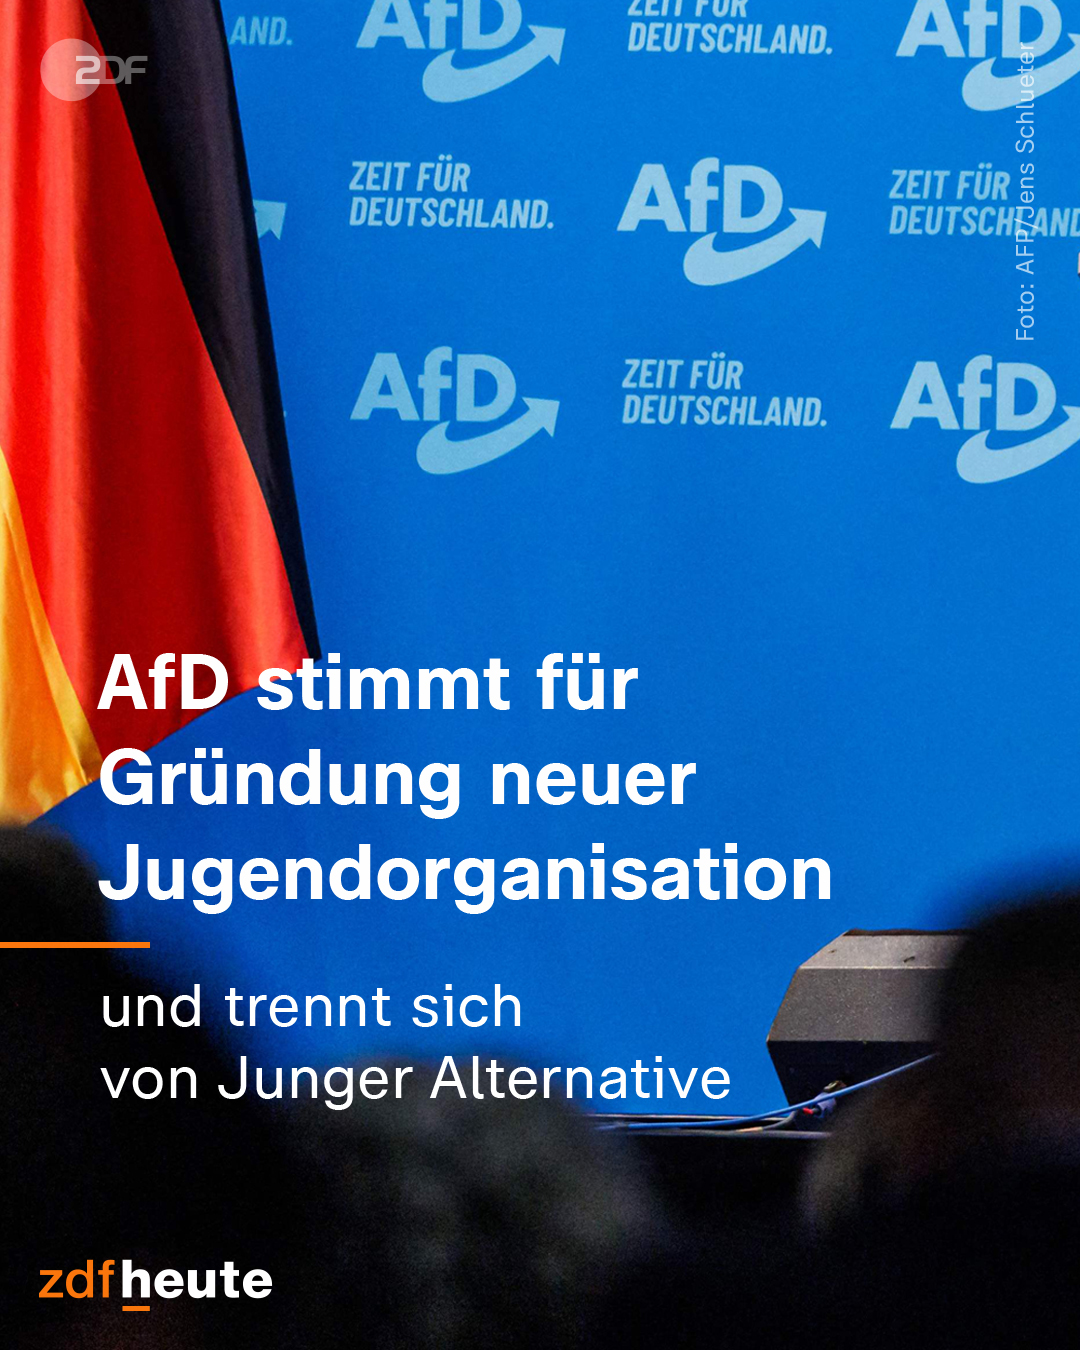 ZDF
AND.
AfD
ZEIT FÜR
DEUTSCHLAND.
AfD
ZEIT FÜR
DEUTSCHLAND.
AfD
ZEIT FÜR
DEUTSCHLAND
AfD
ZEIT FÜR
DEUTSCHLAND.
AfD
Foto: AFP/Jens Schlueter
AfD stimmt für
Gründung neuer
Jugendorganisation
und trennt sich
von Junger Alternative
zdfheute